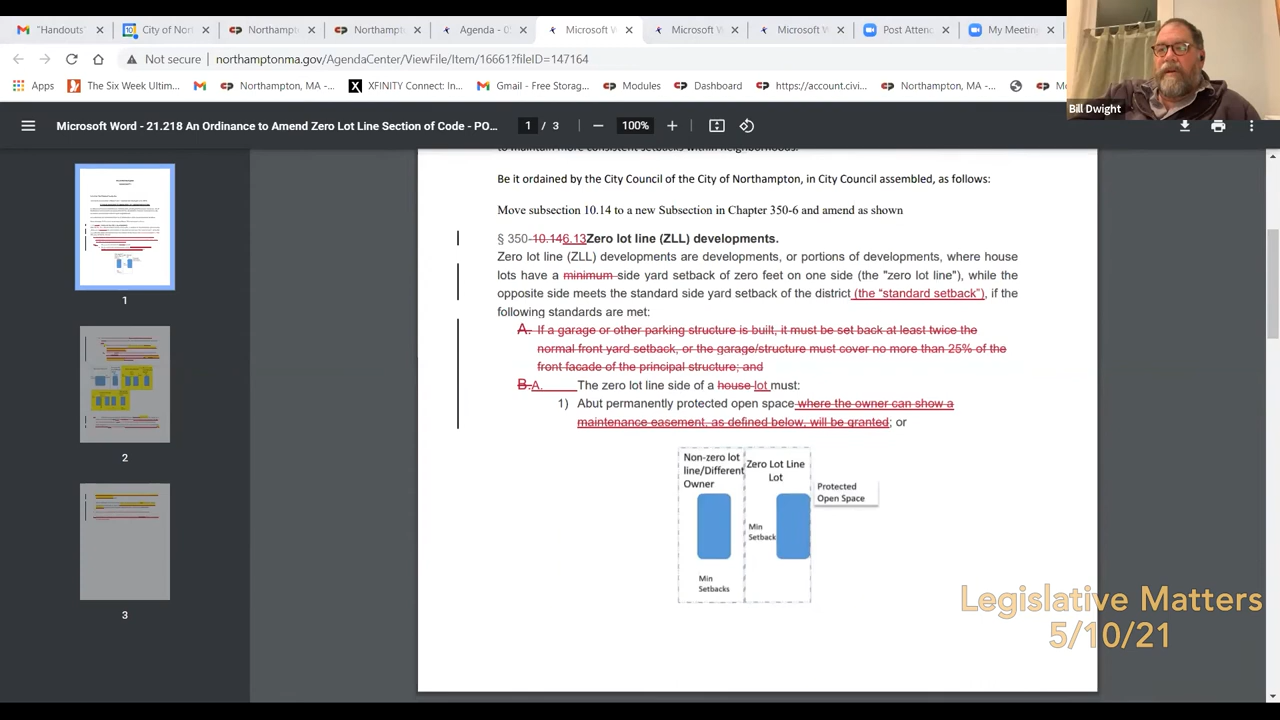 "Handouts"
City of Nort
Northampt
Northampt
Agenda - 0
Microsoft W
Microsoft W
Microsoft W
Post Attend
My Meeting
Not secure
northamptonma.gov/AgendaCenter/ViewFile/Item/16661?fileID=147164
Apps
The Six Week Ultim...
Northampton, MA -...
XFINITY Connect: In...
Gmail - Free Storag...
Modules
Dashboard
https://account.civi...
Northampton, MA -...
Bill Dwight
Microsoft Word - 21.218 An Ordinance to Amend Zero Lot Line Section of Code - PO...
1 / 3
100%
to maintain more consistent setbacks within neighborhoods.
Be it ordained by the City Council of the City of Northampton, in City Council assembled, as follows:
Move subsection 10.14 to a new Subsection in Chapter 350-6 and amend as shown
§ 350-10.146.13Zero lot line (ZLL) developments.
Zero lot line (ZLL) developments are developments, or portions of developments, where house
lots have a minimum side yard setback of zero feet on one side (the "zero lot line"), while the
opposite side meets the standard side yard setback of the district (the “standard setback”), if the
following standards are met:
A. If a garage or other parking structure is built, it must be set back at least twice the
normal front yard setback, or the garage/structure must cover no more than 25% of the
front facade of the principal structure; and
B.A. The zero lot line side of a house lot must:
1) Abut permanently protected open space where the owner can show a
maintenance easement, as defined below, will be granted; or
Non-zero lot
line/Different
Owner
Zero Lot Line
Lot
Protected
Open Space
Min
Setback
Min
Setbacks
1
2
3
Legislative Matters
5/10/21